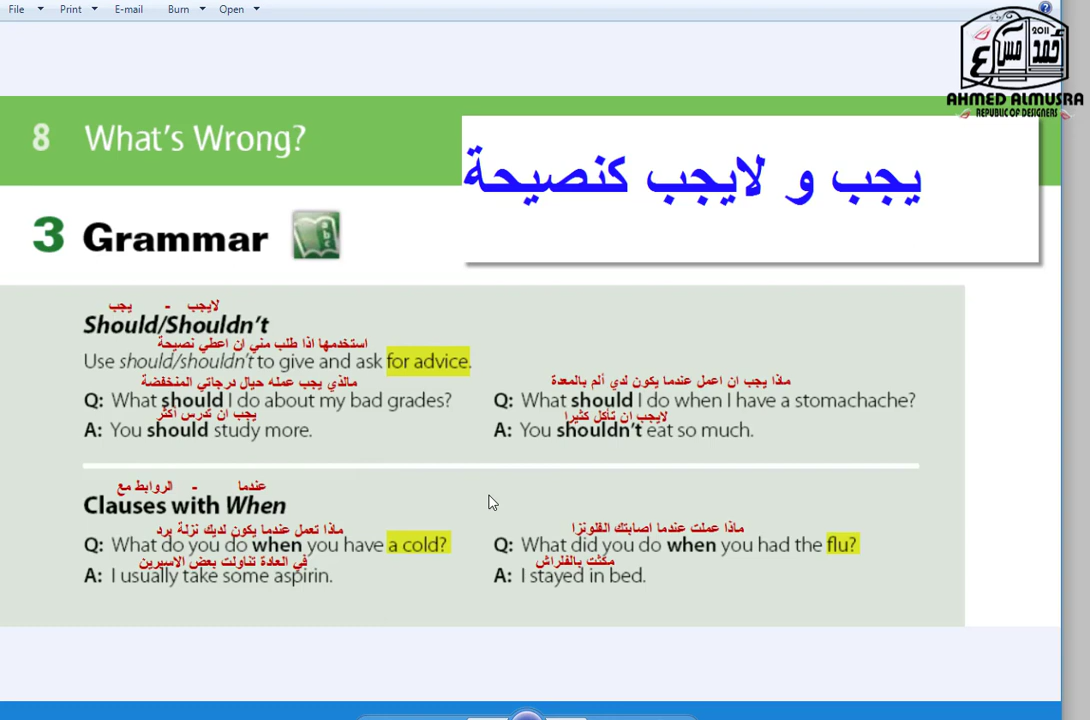 File Print E-mail Burn Open
2011
أحمد مسرع
AHMED ALMUSRA
REPUBLIC OF DESIGNERS
8 What's Wrong?
يجب و لايجب كنصيحة
3 Grammar
abc
يجب - لايجب
Should/Shouldn't
استخدمها اذا طلب مني ان اعطي نصيحة
Use should/shouldn't to give and ask for advice.
مالذي يجب عمله حيال درجاتي المنخفضة
Q: What should I do about my bad grades?
يجب ان تدرس اكثر
A: You should study more.
ماذا يجب ان اعمل عندما يكون لدي ألم بالمعدة
Q: What should I do when I have a stomachache?
لايجب ان تأكل كثيرا
A: You shouldn't eat so much.
الروابط مع - عندما
Clauses with When
ماذا تعمل عندما يكون لديك نزلة برد
Q: What do you do when you have a cold?
في العادة تناولت بعض الاسبرين
A: I usually take some aspirin.
ماذا عملت عندما اصابتك الفلونزا
Q: What did you do when you had the flu?
مكثت بالفلراش
A: I stayed in bed.